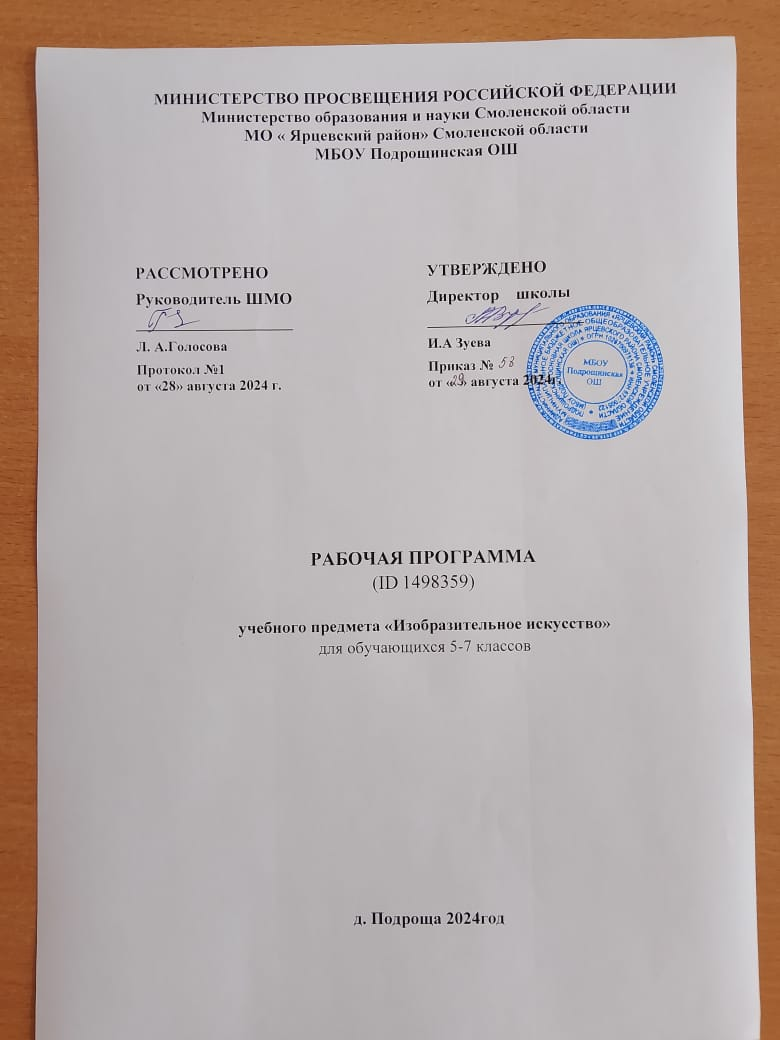 МИНИСТЕРСТВО ПРОСВЕЩЕНИЯ РОССИЙСКОЙ ФЕДЕРАЦИИ
Министерство образования и науки Смоленской области
МО « Ярцевский район» Смоленской области
МБОУ Подрощинская ОШ
РАССМОТРЕНО
Руководитель ШМО
Л. А.Голосова
Протокол №1
от «28» августа 2024 г.
УТВЕРЖДЕНО
Директор школы
И.А Зуева
Приказ № 58
от «29» августа 2024г.
МБОУ
Подрощинская
ОШ
РАБОЧАЯ ПРОГРАММА
(ID 1498359)
учебного предмета «Изобразительное искусство»
для обучающихся 5-7 классов
д. Подроща 2024год